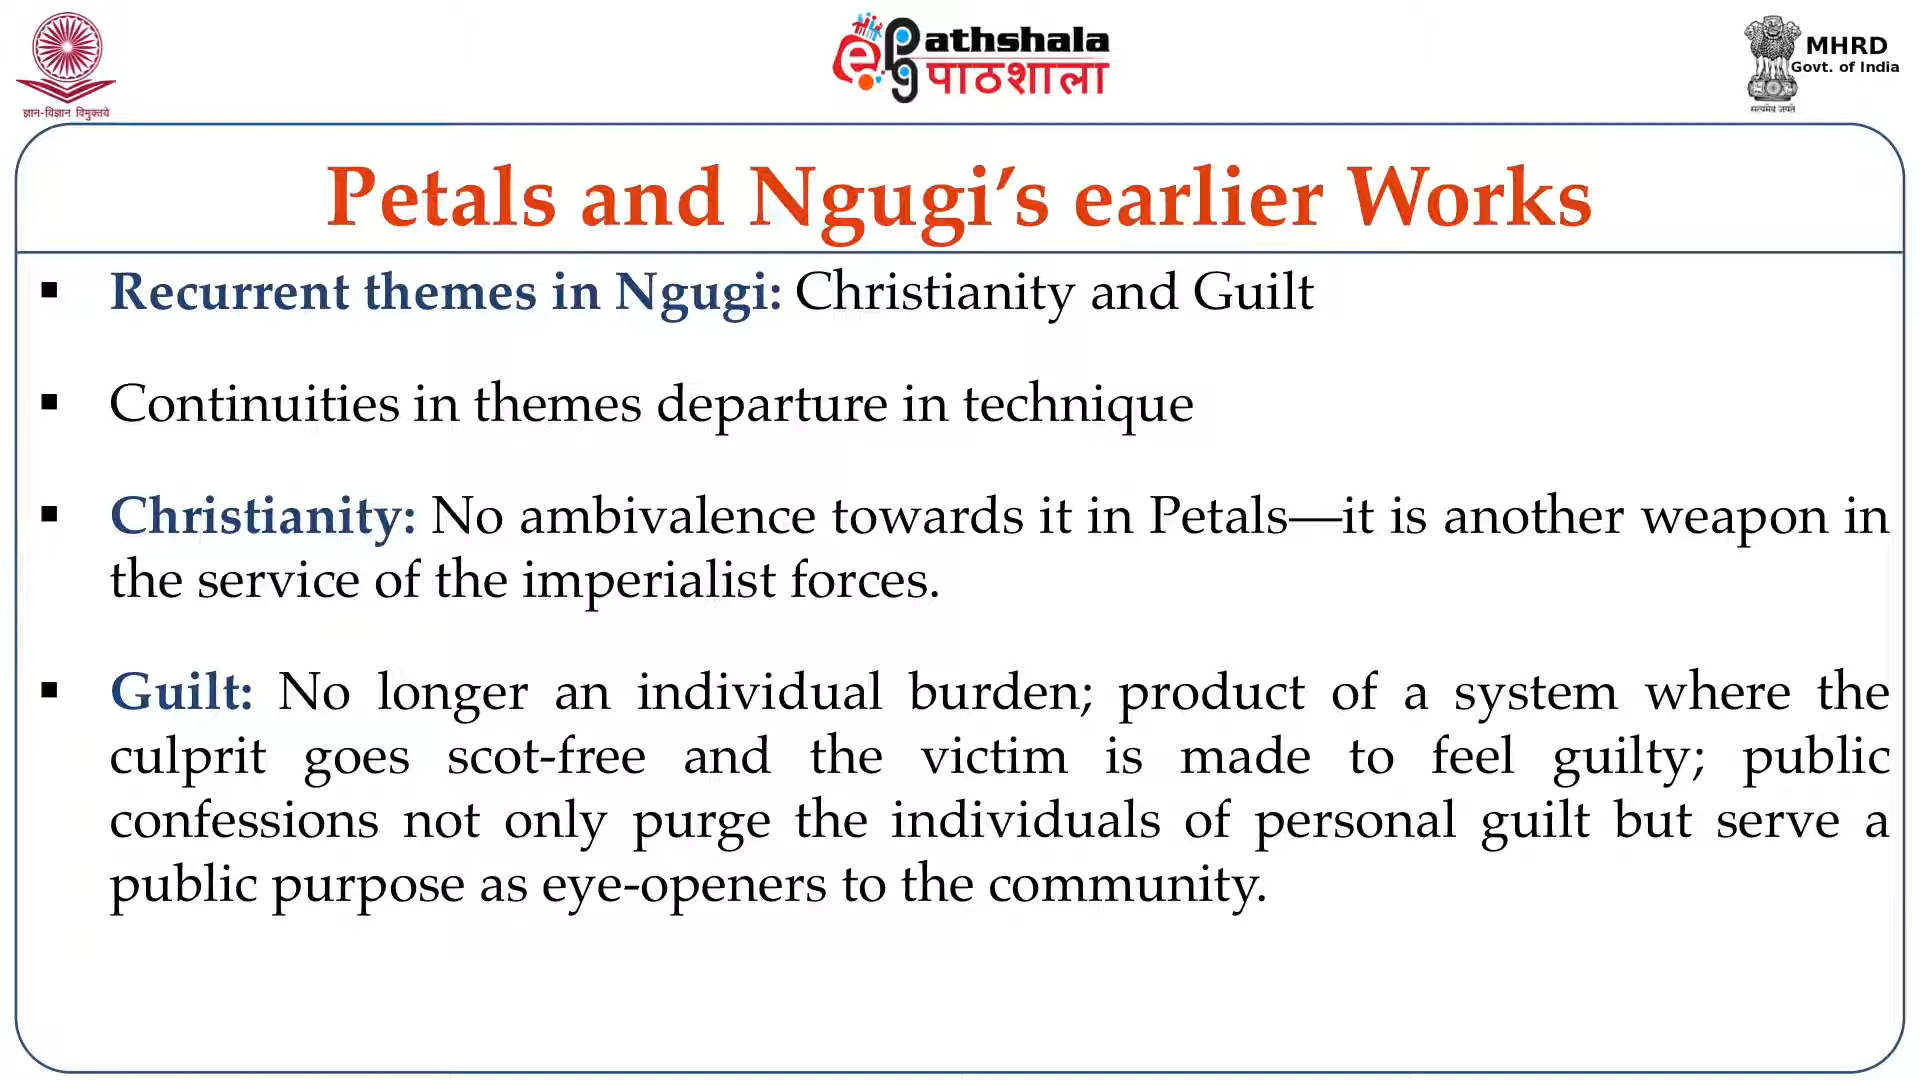 ज्ञान-विज्ञान विमुक्तये
ePathshala
पाठशाला
MHRD
Govt. of India
सत्यमेव जयते
Petals and Ngugi’s earlier Works
▪ Recurrent themes in Ngugi: Christianity and Guilt
▪ Continuities in themes departure in technique
▪ Christianity: No ambivalence towards it in Petals—it is another weapon in
the service of the imperialist forces.
▪ Guilt: No longer an individual burden; product of a system where the
culprit goes scot-free and the victim is made to feel guilty; public
confessions not only purge the individuals of personal guilt but serve a
public purpose as eye-openers to the community.